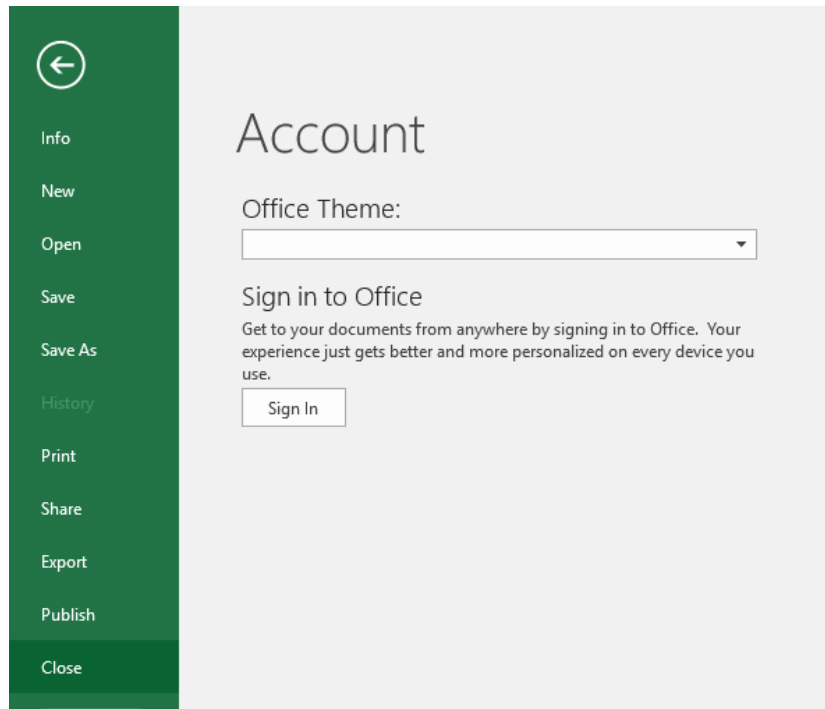 Info
New
Open
Save
Save As
History
Print
Share
Export
Publish
Close
Account
Office Theme:
Sign in to Office
Get to your documents from anywhere by signing in to Office.  Your
experience just gets better and more personalized on every device you
use.
Sign In